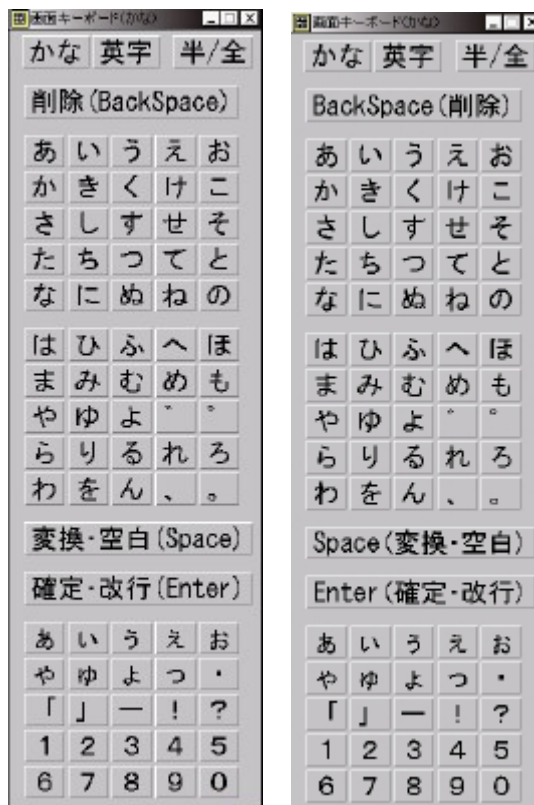 画面キーボード(かな)
かな 英字 半/全
削除(BackSpace)
あ い う え お
か き く け こ
さ し す せ そ
た ち つ て と
な に ぬ ね の
は ひ ふ へ ほ
ま み む め も
や ゆ よ ゛ ゜
ら り る れ ろ
わ を ん 、 。
変換・空白(Space)
確定・改行(Enter)
ぁ ぃ ぅ ぇ ぉ
ゃ ゅ ょ っ ・
「 」 ー ! ?
1 2 3 4 5
6 7 8 9 0
画面キーボード(かな)
かな 英字 半/全
BackSpace(削除)
あ い う え お
か き く け こ
さ し す せ そ
た ち つ て と
な に ぬ ね の
は ひ ふ へ ほ
ま み む め も
や ゆ よ ゛ ゜
ら り る れ ろ
わ を ん 、 。
Space(変換・空白)
Enter(確定・改行)
ぁ ぃ ぅ ぇ ぉ
ゃ ゅ ょ っ ・
「 」 ー ! ?
1 2 3 4 5
6 7 8 9 0